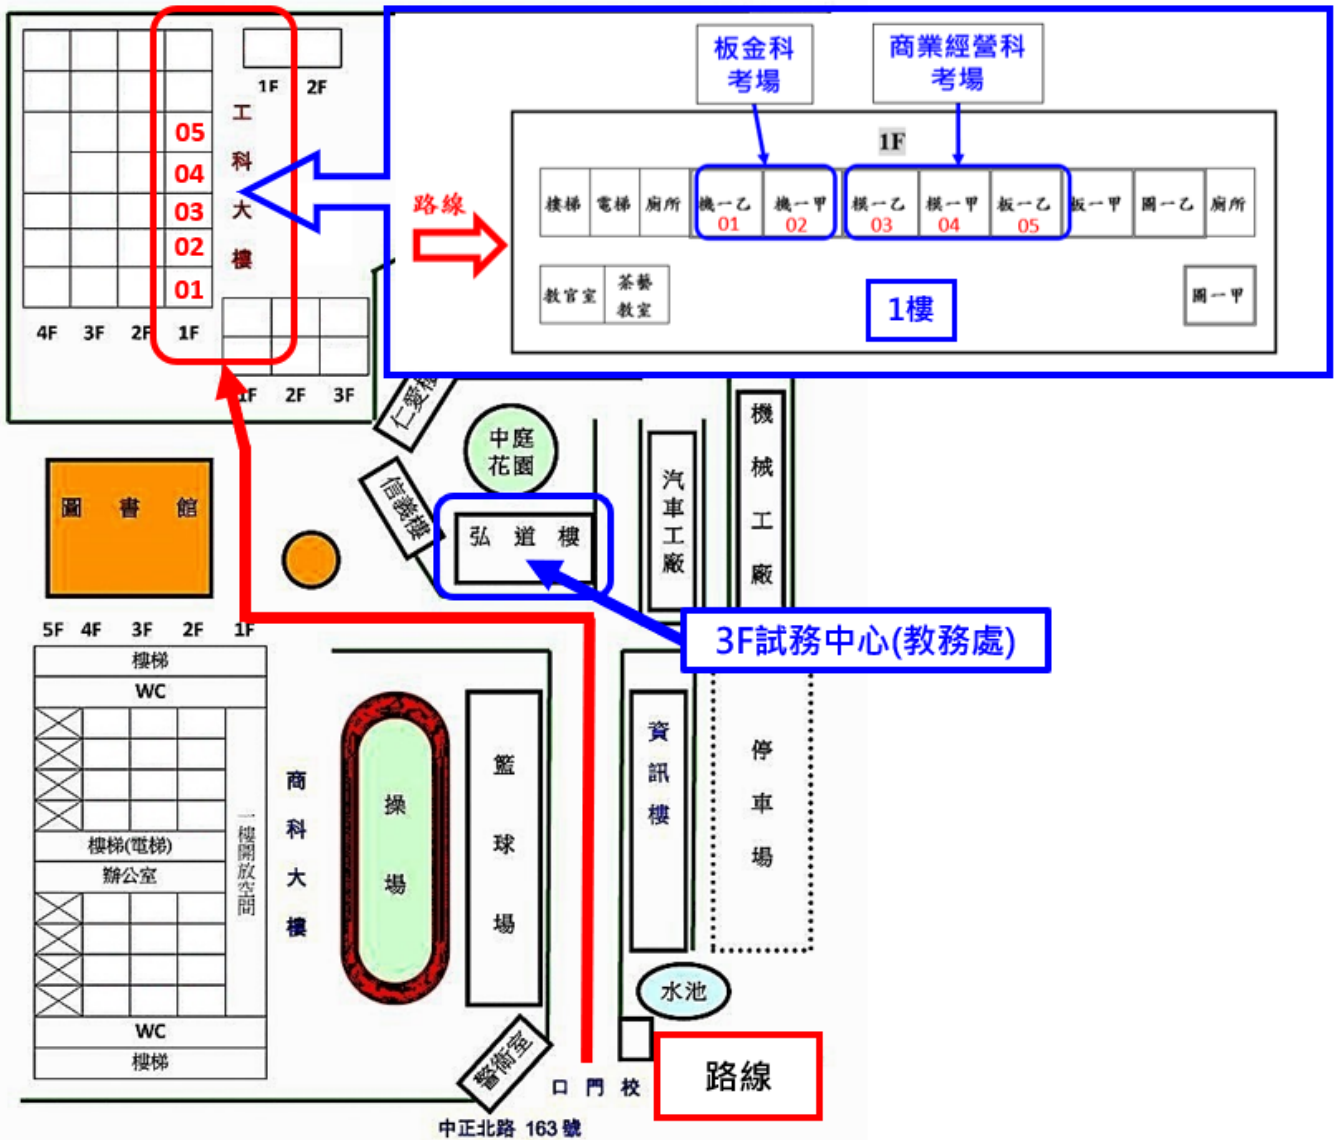 1F 2F
工科大樓
05
04
03
02
01
4F 3F 2F 1F
1F 2F 3F
板金科
考場
商業經營科
考場
1F
路線
樓梯 電梯 廁所 機一乙 機一甲 模一乙 模一甲 板一乙 板一甲 圖一乙 廁所
01 02 03 04 05
教官室
茶藝
教室
1樓
圖一甲
仁愛樓
中庭
花園
信義樓
弘道樓
汽車工廠
機械工廠
圖書館
3F試務中心(教務處)
5F 4F 3F 2F 1F
樓梯
WC
樓梯(電梯)
辦公室
一樓開放空間
WC
樓梯
商科大樓
操場
籃球場
資訊樓
停車場
水池
警衛室
口門校
路線
中正北路 163 號